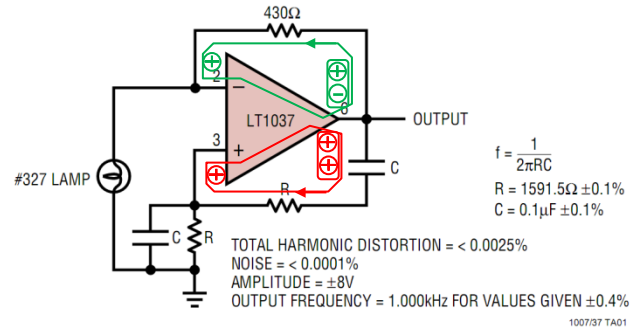 430Ω
2
−
LT1037
6
OUTPUT
3
+
#327 LAMP
C
R
C
R
f = 1
2πRC
R = 1591.5Ω ±0.1%
C = 0.1µF ±0.1%
TOTAL HARMONIC DISTORTION = < 0.0025%
NOISE = < 0.0001%
AMPLITUDE = ±8V
OUTPUT FREQUENCY = 1.000kHz FOR VALUES GIVEN ±0.4%
1007/37 TA01